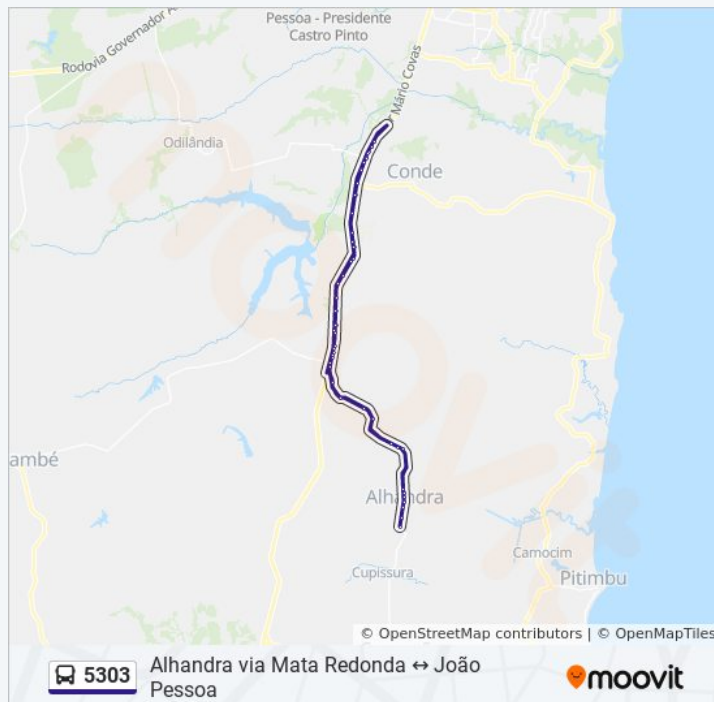 Pessoa - Presidente
Castro Pinto
Rodovia Governador A
Mário Covas
Odilândia
Conde
moovit
ambé
Alhandra
Camocim
Cupissura
Pitimbu
© OpenStreetMap contributors | © OpenMapTiles
5303
Alhandra via Mata Redonda ↔ João
Pessoa
moovit